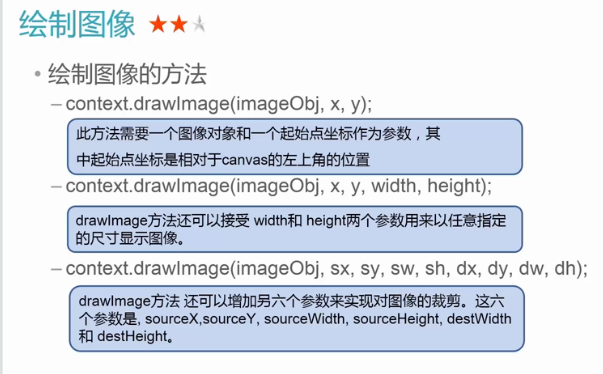 绘制图像
• 绘制图像的方法
– context.drawImage(imageObj, x, y);
此方法需要一个图像对象和一个起始点坐标作为参数，其
中起始点坐标是相对于canvas的左上角的位置
– context.drawImage(imageObj, x, y, width, height);
drawImage方法还可以接受 width和 height两个参数用来以任意指定
的尺寸显示图像。
– context.drawImage(imageObj, sx, sy, sw, sh, dx, dy, dw, dh);
drawImage方法 还可以增加另六个参数来实现对图像的裁剪。这六
个参数是, sourceX,sourceY, sourceWidth, sourceHeight, destWidth
和 destHeight。